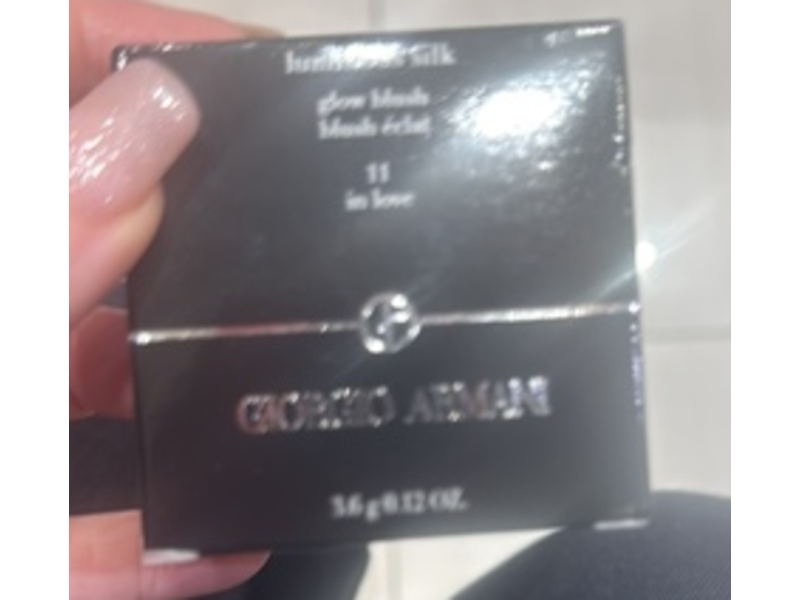 luminous silk
glow blush
blush éclat
11
in love
GIORGIO ARMANI
3.6 g 0.12 OZ.